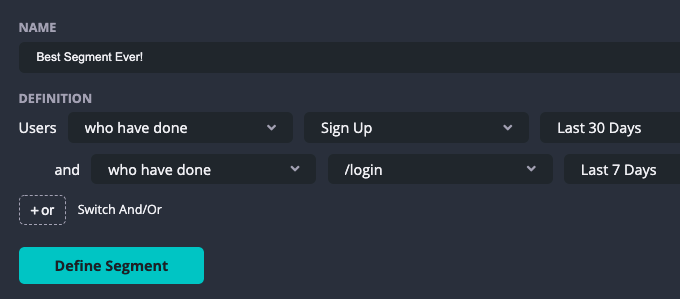 NAME
Best Segment Ever!
DEFINITION
Users who have done Sign Up Last 30 Days
and who have done /login Last 7 Days
+ or Switch And/Or
Define Segment